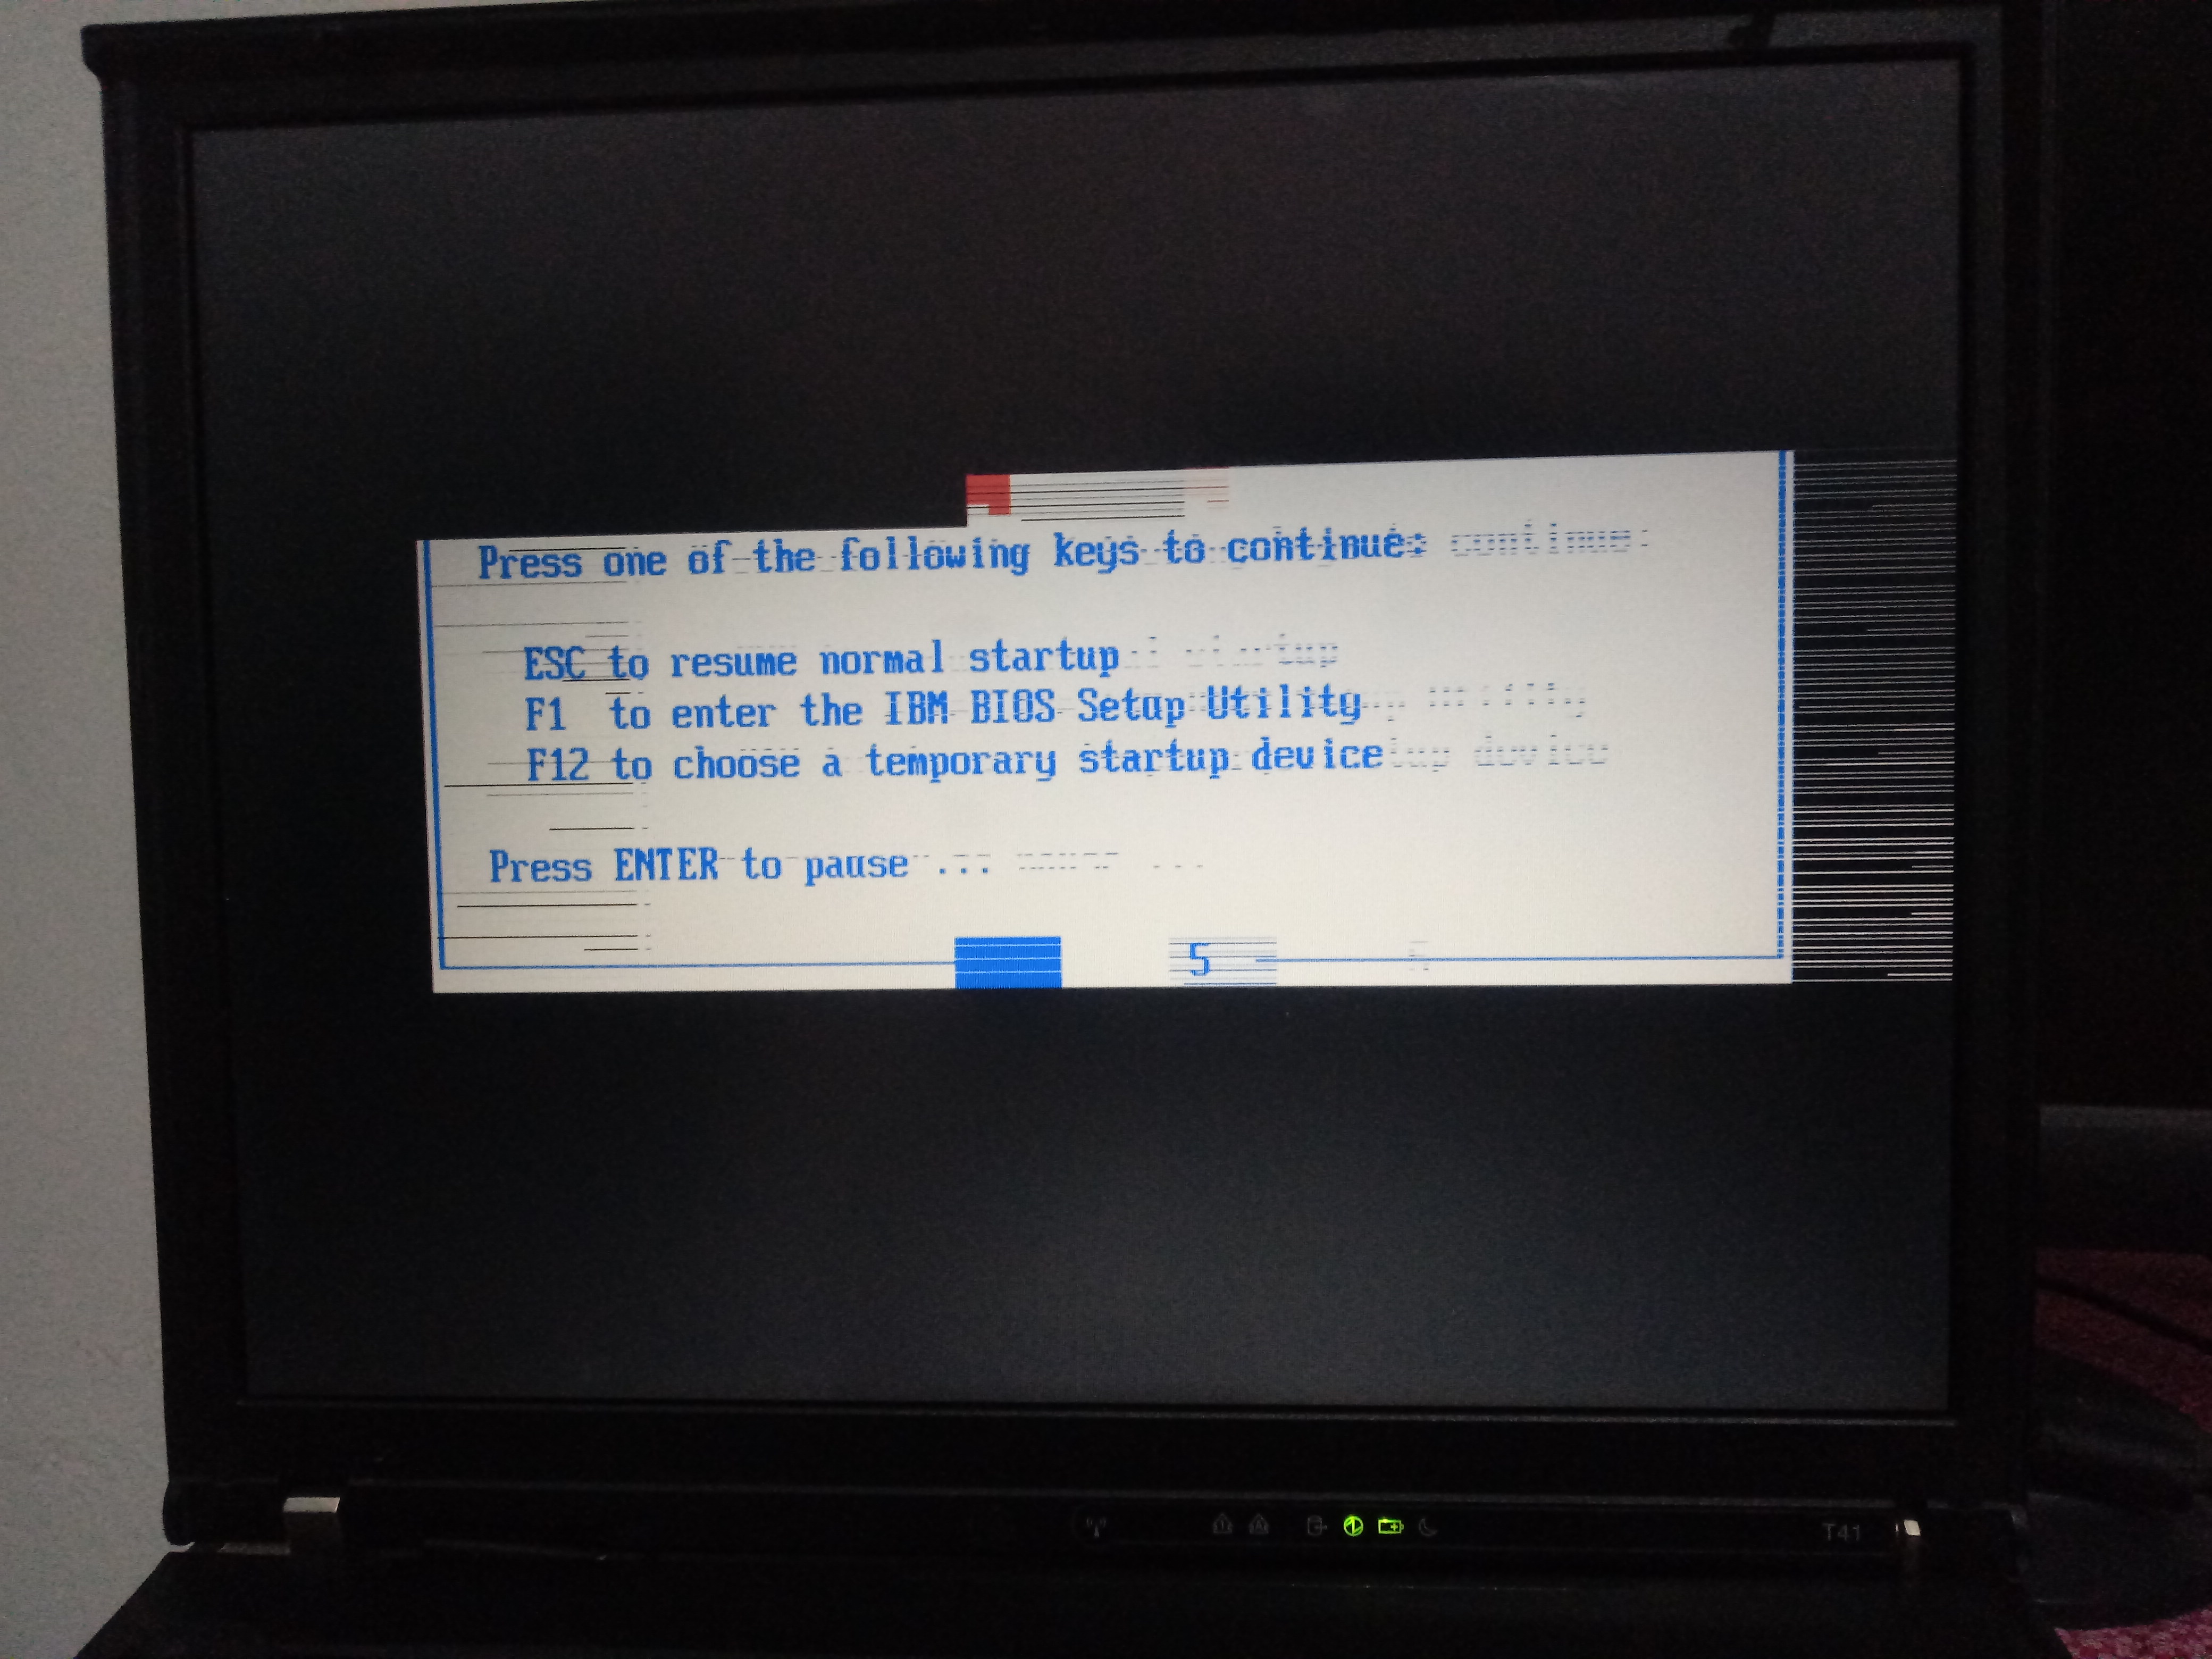 Press one of the following keys to continue:
ESC to resume normal startup
F1 to enter the IBM BIOS Setup Utility
F12 to choose a temporary startup device
Press ENTER to pause ...
5
T41